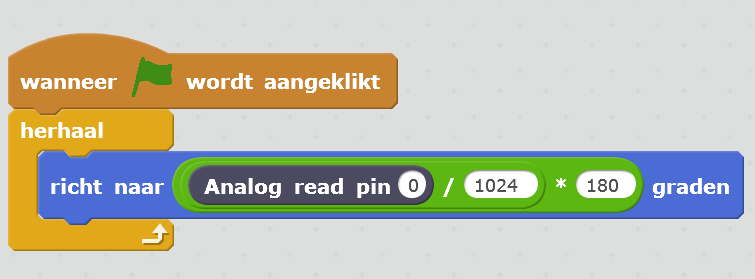 wanneer wordt aangeklikt
herhaal
richt naar Analog read pin 0 / 1024 * 180 graden